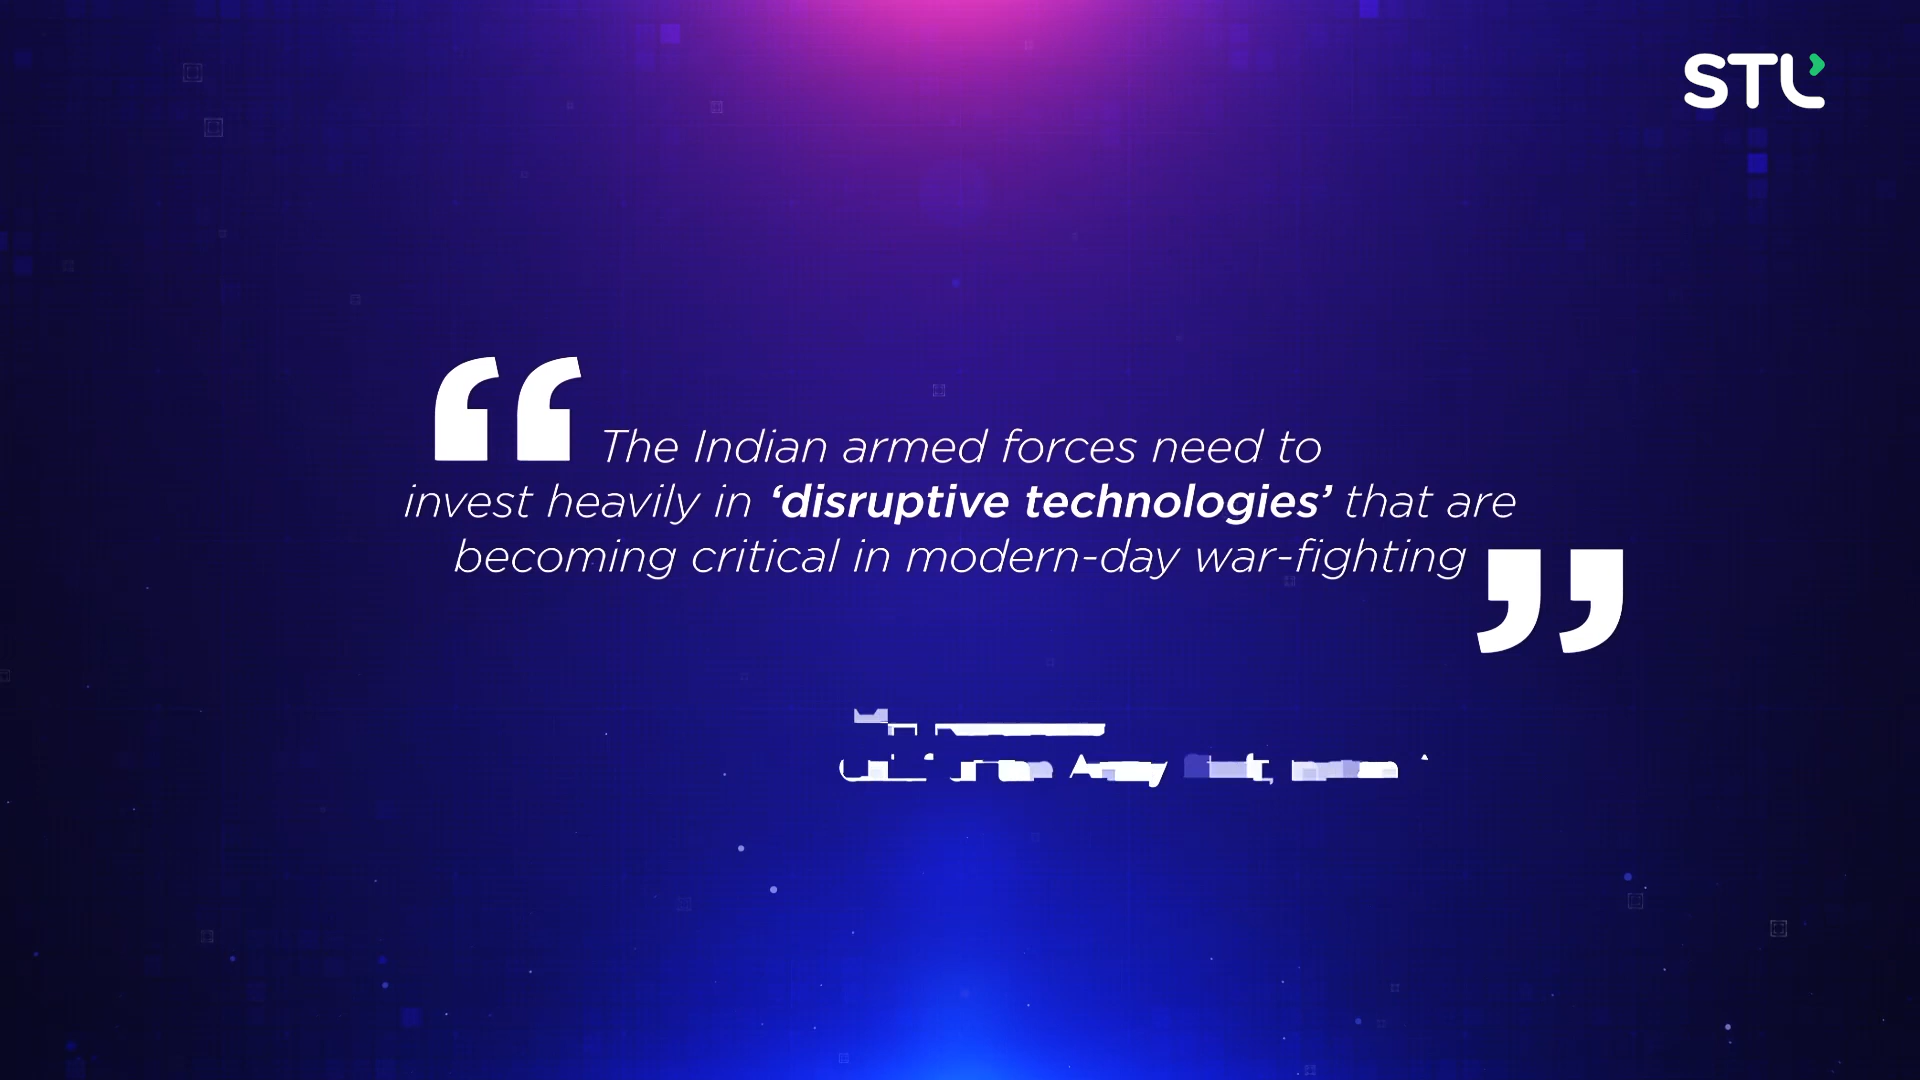 STL
The Indian armed forces need to
invest heavily in ‘disruptive technologies’ that are
becoming critical in modern-day war-fighting